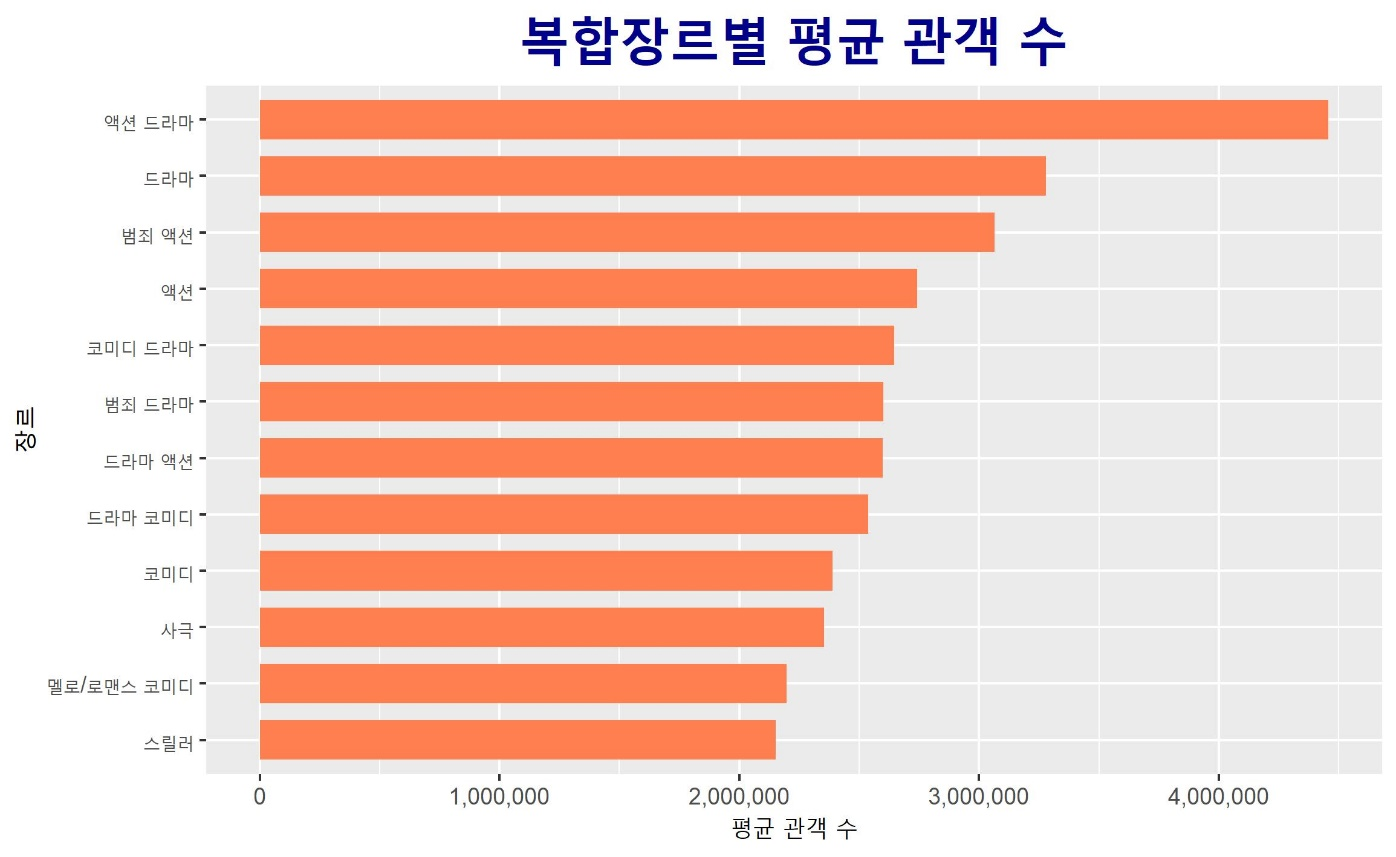 복합장르별 평균 관객 수
액션 드라마
드라마
범죄 액션
액션
코미디 드라마
범죄 드라마
드라마 액션
드라마 코미디
코미디
사극
멜로/로맨스 코미디
스릴러
장르
0 1,000,000 2,000,000 3,000,000 4,000,000
평균 관객 수